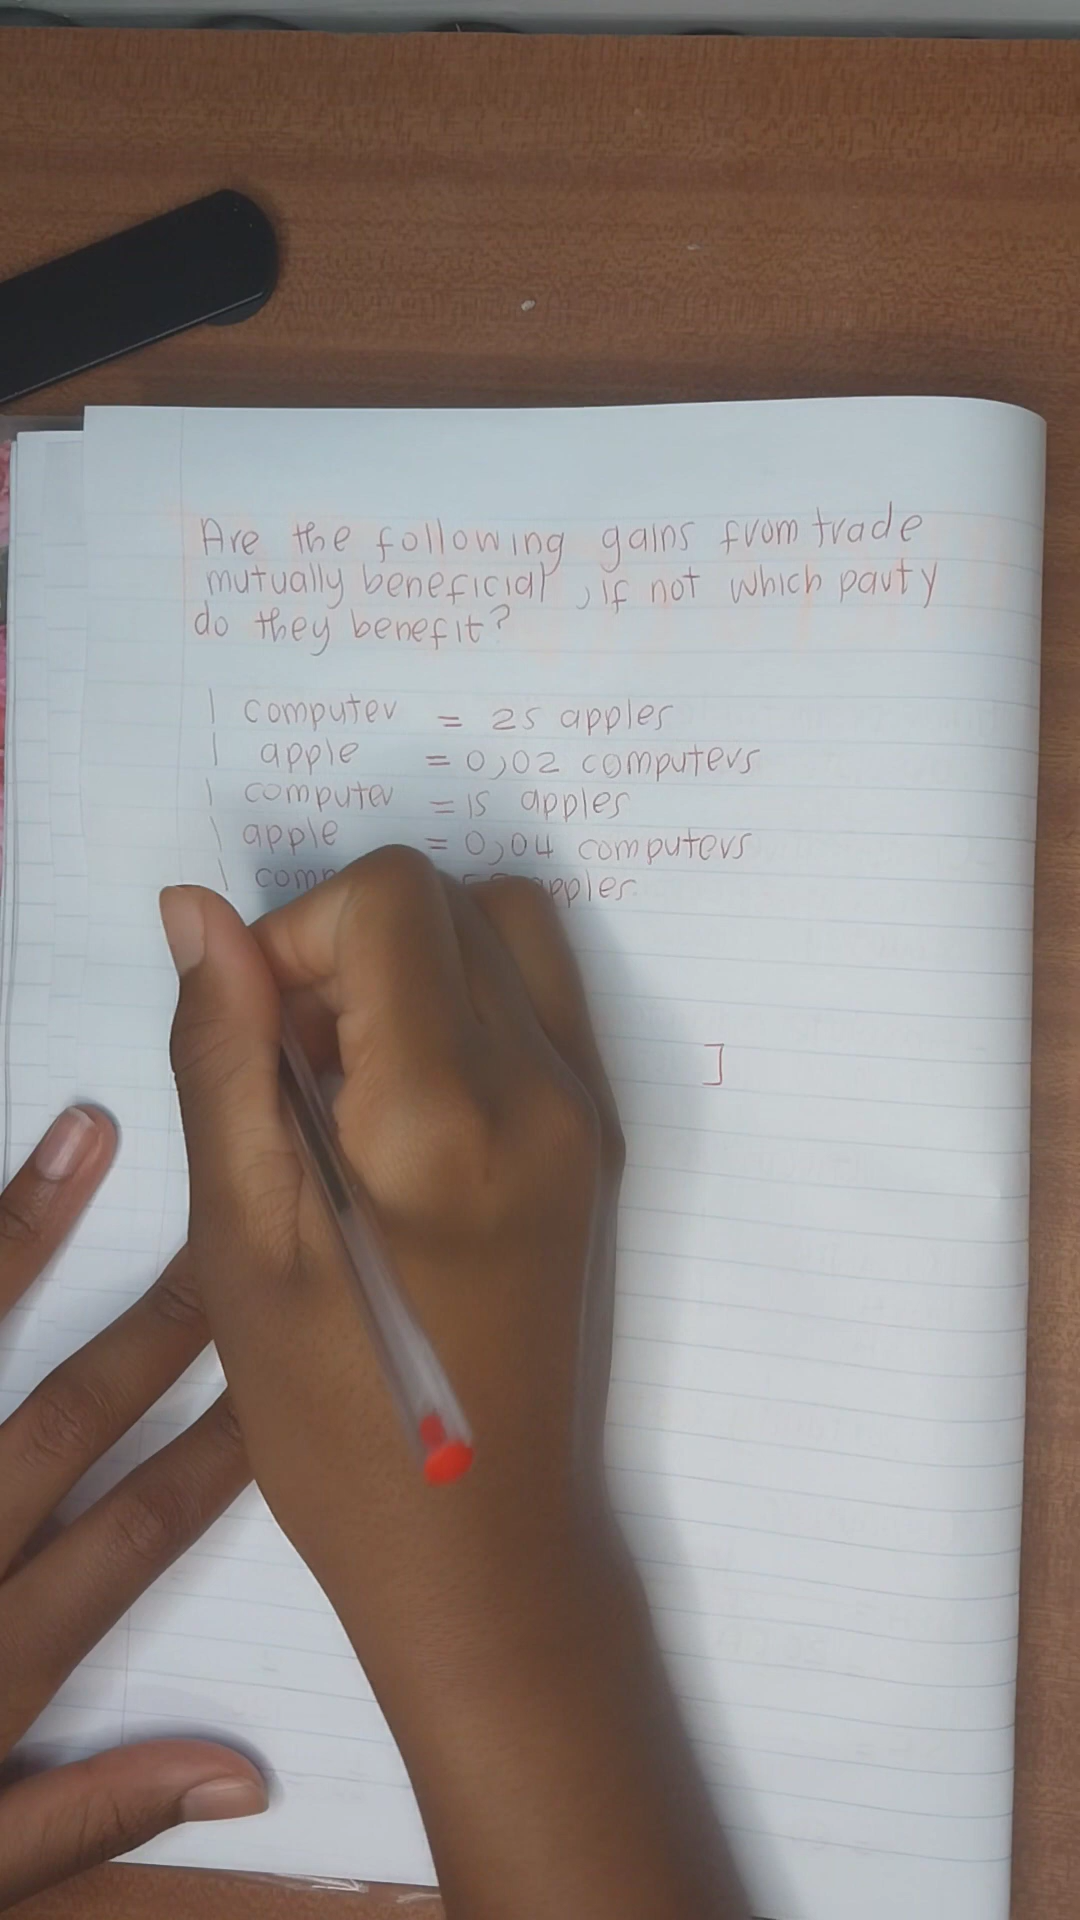 Are the following gains from trade
mutually beneficial, if not which party
do they benefit?
1 computer = 25 apples
1 apple = 0,02 computers
1 computer = 15 apples
1 apple = 0,04 computers
1 apples
]